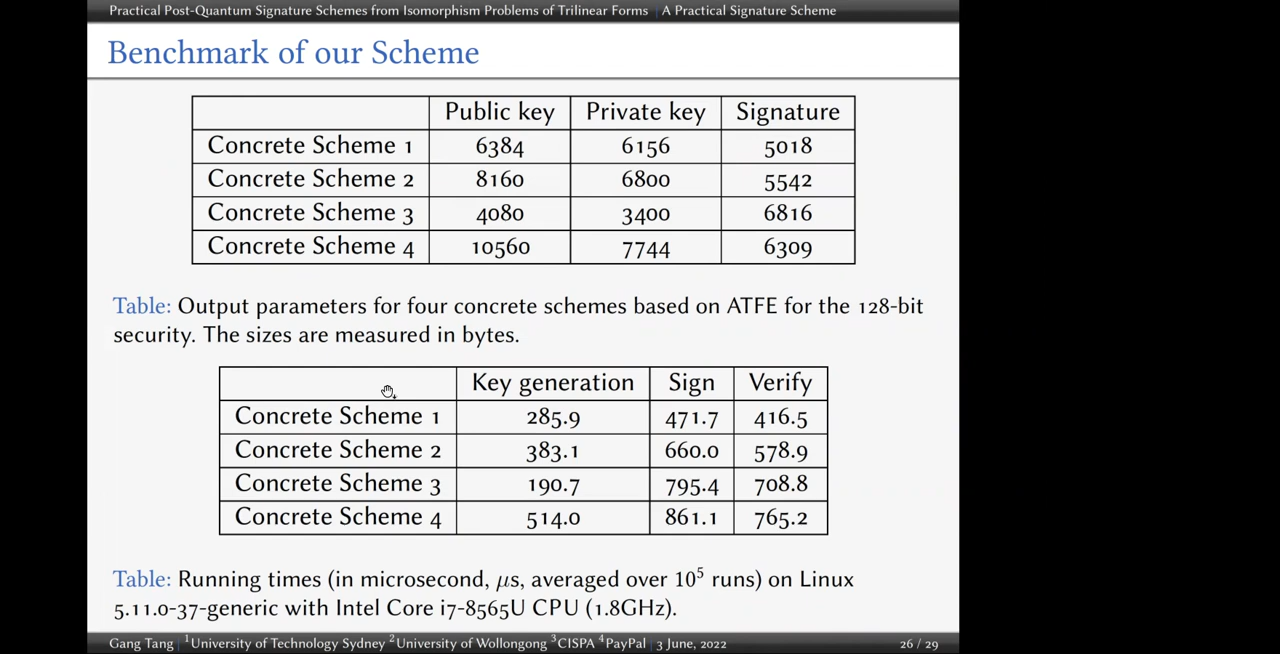 Practical Post-Quantum Signature Schemes from Isomorphism Problems of Trilinear Forms | A Practical Signature Scheme
Benchmark of our Scheme
Public key Private key Signature
Concrete Scheme 1 6384 6156 5018
Concrete Scheme 2 8160 6800 5542
Concrete Scheme 3 4080 3400 6816
Concrete Scheme 4 10560 7744 6309
Table: Output parameters for four concrete schemes based on ATFE for the 128-bit
security. The sizes are measured in bytes.
Key generation Sign Verify
Concrete Scheme 1 285.9 471.7 416.5
Concrete Scheme 2 383.1 660.0 578.9
Concrete Scheme 3 190.7 795.4 708.8
Concrete Scheme 4 514.0 861.1 765.2
Table: Running times (in microsecond, μs, averaged over 10⁵ runs) on Linux
5.11.0-37-generic with Intel Core i7-8565U CPU (1.8GHz).
Gang Tang | ¹University of Technology Sydney ²University of Wollongong ³CISPA ⁴PayPal | 3 June, 2022 26 / 29